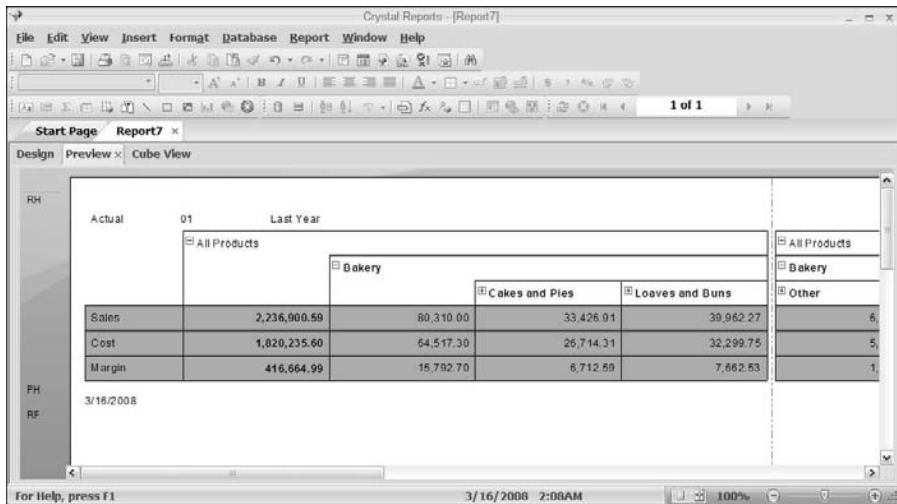 Crystal Reports - [Report7]
File Edit View Insert Format Database Report Window Help
1 of 1
Start Page Report7 ×
Design Preview × Cube View
RH
Actual 01 Last Year
All Products All Products
Bakery Bakery
Cakes and Pies Loaves and Buns Other
Sales 2,236,900.59 80,310.00 33,426.91 39,962.27 6,
Cost 1,820,235.60 64,517.30 26,714.31 32,299.75 5,
Margin 416,664.99 15,792.70 6,712.59 7,662.53 1,
PH
3/16/2008
RF
For Help, press F1 3/16/2008 2:08AM 100%